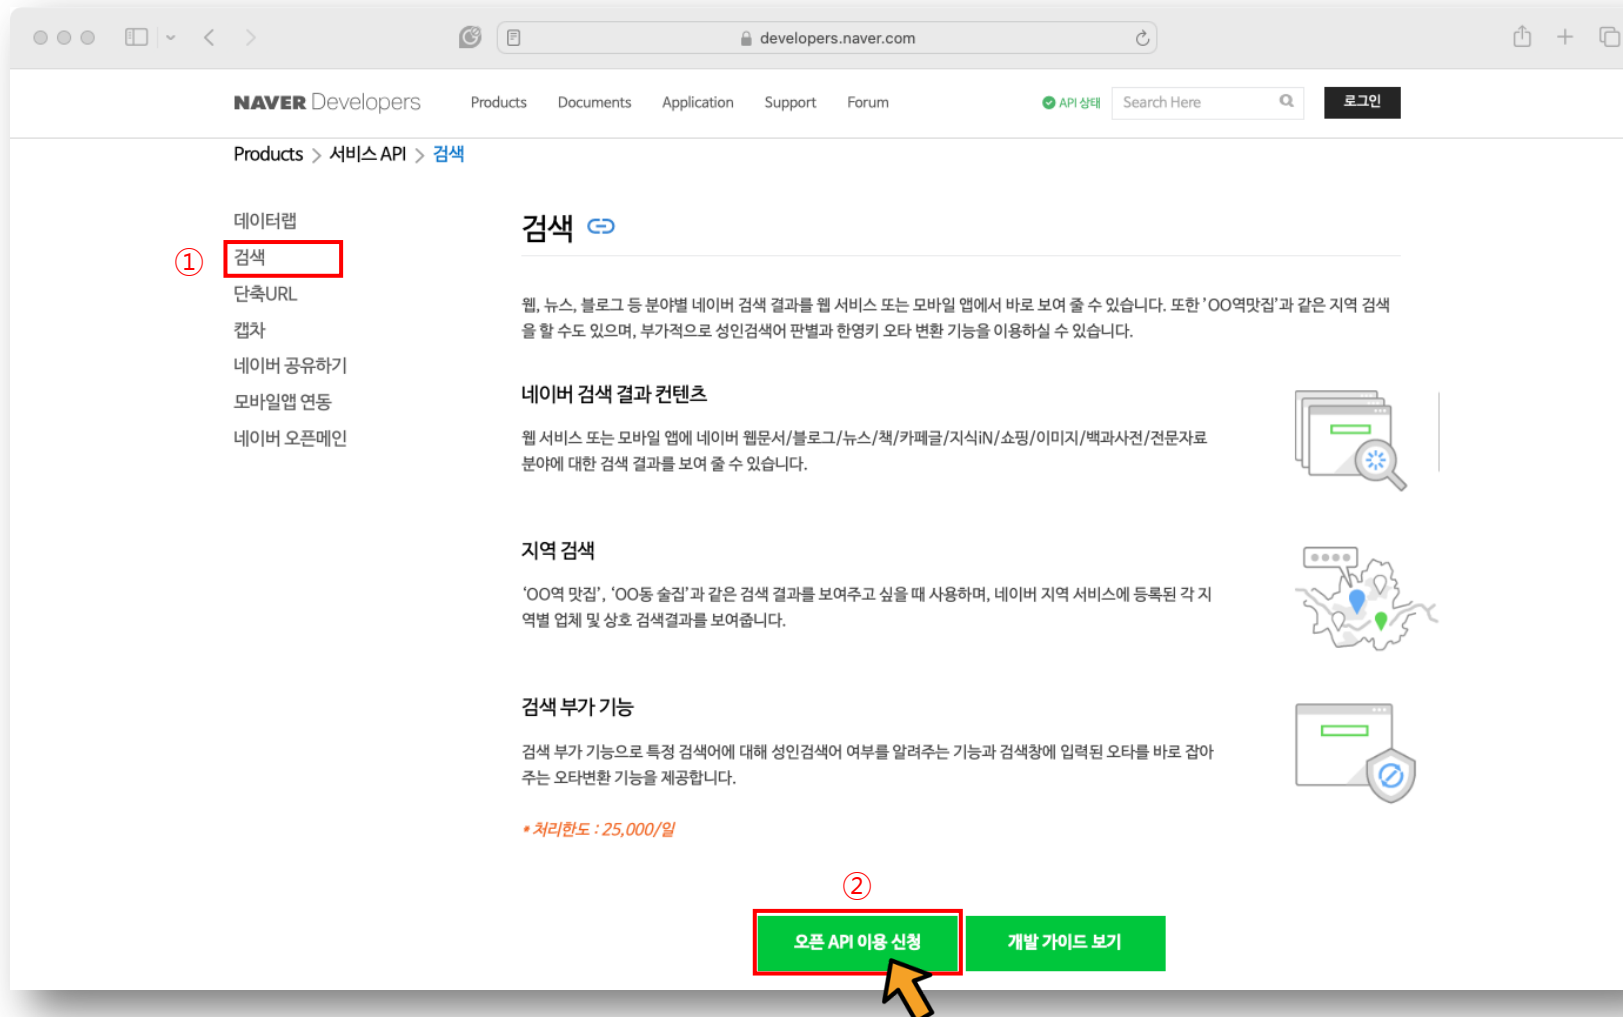 developers.naver.com
NAVER Developers
Products
Documents
Application
Support
Forum
API 상태
Search Here
로그인
Products > 서비스 API > 검색
데이터랩
① 검색
단축URL
캡차
네이버 공유하기
모바일앱 연동
네이버 오픈메인
검색
웹, 뉴스, 블로그 등 분야별 네이버 검색 결과를 웹 서비스 또는 모바일 앱에서 바로 보여 줄 수 있습니다. 또한 'OO역맛집'과 같은 지역 검색
을 할 수도 있으며, 부가적으로 성인검색어 판별과 한영키 오타 변환 기능을 이용하실 수 있습니다.
네이버 검색 결과 컨텐츠
웹 서비스 또는 모바일 앱에 네이버 웹문서/블로그/뉴스/책/카페글/지식iN/쇼핑/이미지/백과사전/전문자료
분야에 대한 검색 결과를 보여 줄 수 있습니다.
지역 검색
'OO역 맛집', 'OO동 술집'과 같은 검색 결과를 보여주고 싶을 때 사용하며, 네이버 지역 서비스에 등록된 각 지
역별 업체 및 상호 검색결과를 보여줍니다.
검색 부가 기능
검색 부가 기능으로 특정 검색어에 대해 성인검색어 여부를 알려주는 기능과 검색창에 입력된 오타를 바로 잡아
주는 오타변환 기능을 제공합니다.
* 처리한도 : 25,000/일
②
오픈 API 이용 신청
개발 가이드 보기